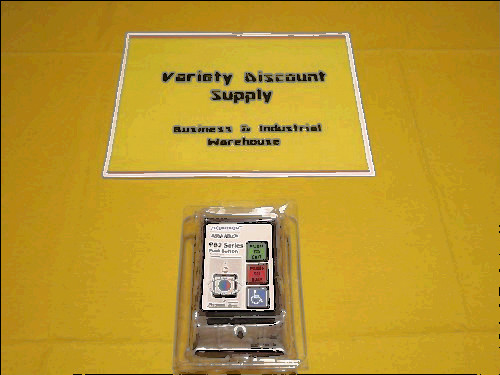 Variety Discount
Supply
Business & Industrial
Warehouse
PB2 Series
Push Button
PUSH
TO
EXIT
PUSH
TO
EXIT